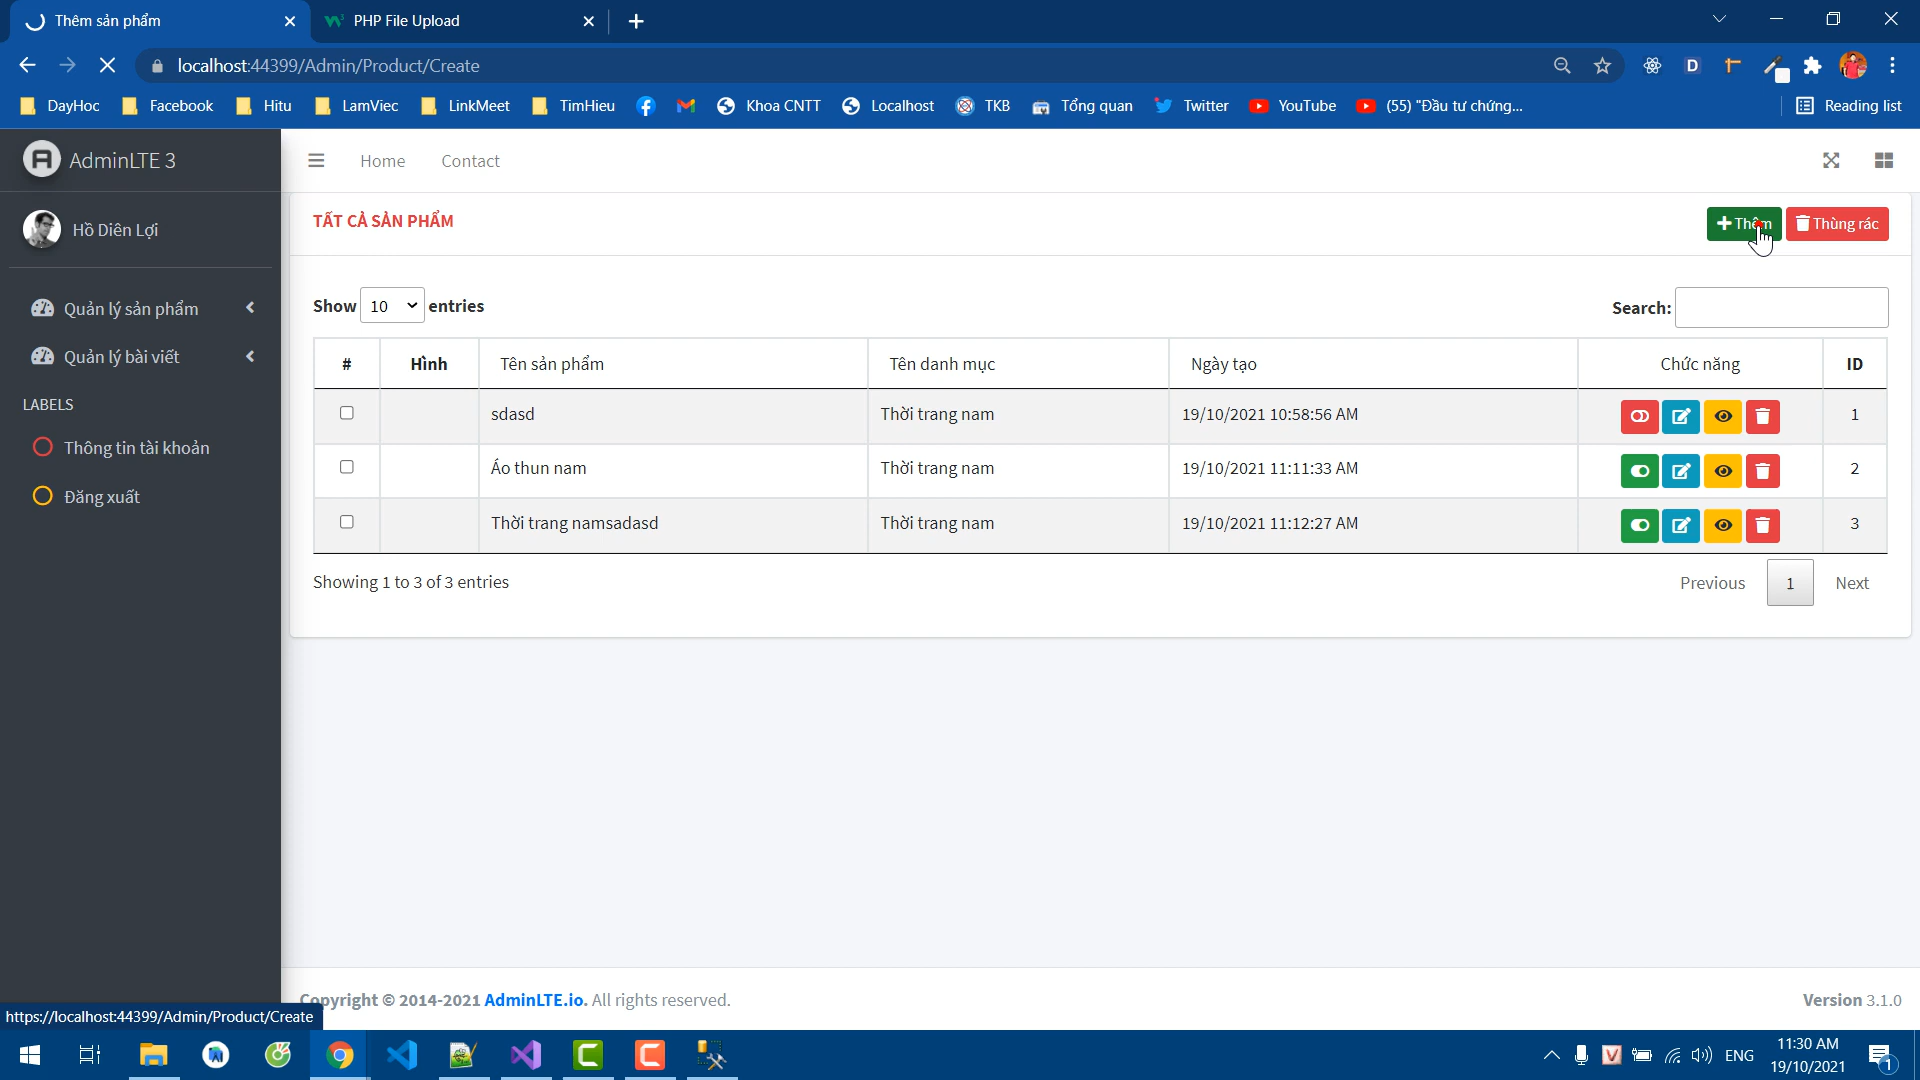 Thêm sản phẩm
PHP File Upload
localhost:44399/Admin/Product/Create
DayHoc Facebook Hitu LamViec LinkMeet TimHieu Khoa CNTT Localhost TKB Tổng quan Twitter YouTube (55) "Đầu tư chứng... Reading list
AdminLTE 3
Home Contact
Hồ Diên Lợi
Quản lý sản phẩm
Quản lý bài viết
LABELS
Thông tin tài khoản
Đăng xuất
TẤT CẢ SẢN PHẨM
Thêm Thùng rác
Show 10 entries
Search:
# Hình Tên sản phẩm Tên danh mục Ngày tạo Chức năng ID
sdasd Thời trang nam 19/10/2021 10:58:56 AM 1
Áo thun nam Thời trang nam 19/10/2021 11:11:33 AM 2
Thời trang namsadasd Thời trang nam 19/10/2021 11:12:27 AM 3
Showing 1 to 3 of 3 entries
Previous 1 Next
Copyright © 2014-2021 AdminLTE.io. All rights reserved.
Version 3.1.0
https://localhost:44399/Admin/Product/Create
ENG
11:30 AM
19/10/2021
1